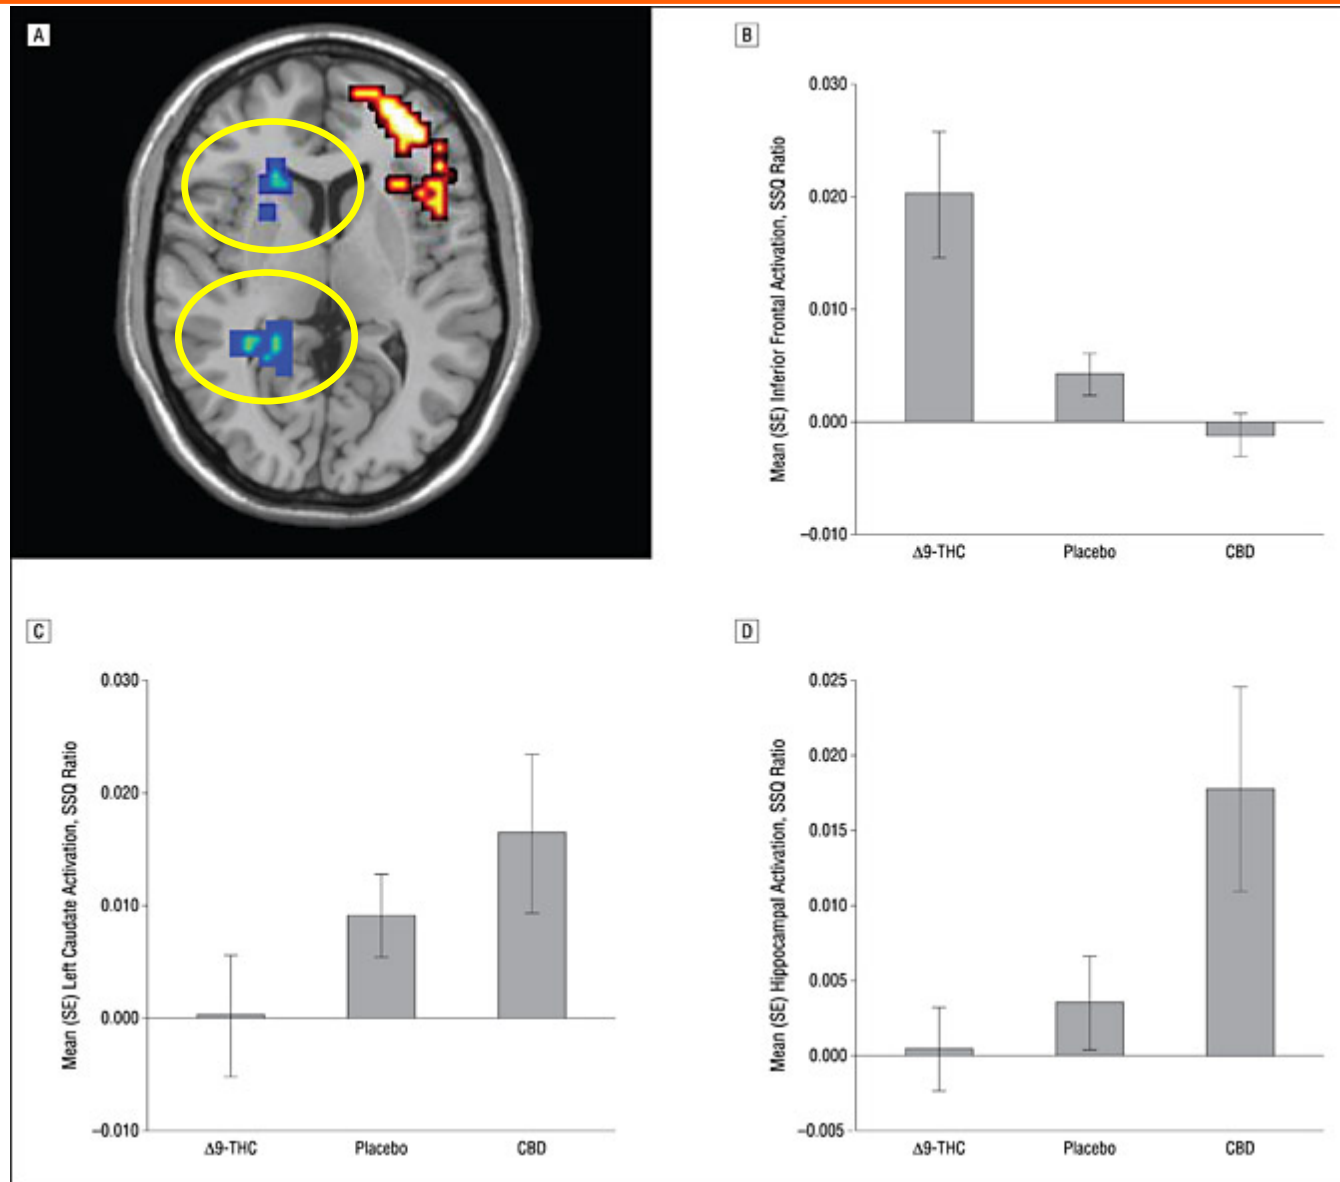 A
B
Mean (SE) Inferior Frontal Activation, SSQ Ratio
0.030
0.020
0.010
0.000
−0.010
Δ9-THC Placebo CBD
C
Mean (SE) Left Caudate Activation, SSQ Ratio
0.030
0.020
0.010
0.000
−0.010
Δ9-THC Placebo CBD
D
Mean (SE) Hippocampal Activation, SSQ Ratio
0.025
0.020
0.015
0.010
0.005
0.000
−0.005
Δ9-THC Placebo CBD